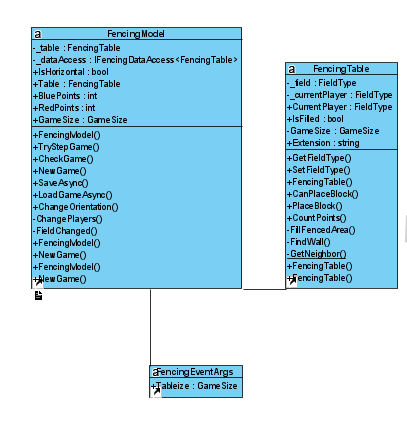 a
FencingModel
-_table : FencingTable
-_dataAccess : IFencingDataAccess<FencingTable>
+IsHorizontal : bool
+Table : FencingTable
+BluePoints : int
+RedPoints : int
+GameSize : GameSize
+FencingModel()
+TryStepGame()
+CheckGame()
+NewGame()
+SaveAsync()
+LoadGameAsync()
+ChangeOrientation()
-ChangePlayers()
-FieldChanged()
+FencingModel()
+NewGame()
+FencingModel()
+NewGame()
a
FencingTable
-_field : FieldType
-_currentPlayer : FieldType
+CurrentPlayer : FieldType
+IsFilled : bool
-GameSize : GameSize
+Extension : string
+GetFieldType()
+SetFieldType()
+FencingTable()
+CanPlaceBlock()
+PlaceBlock()
+CountPoints()
-FillFencedArea()
-FindWall()
-GetNeighbor()
+FencingTable()
+FencingTable()
a
FencingEventArgs
+Tableize : GameSize